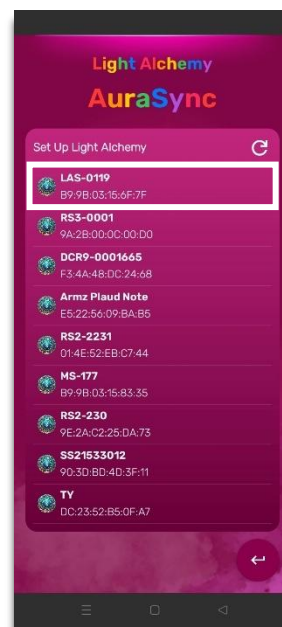 Light Alchemy
AuraSync
Set Up Light Alchemy
LAS-0119
B9:9B:03:15:6F:7F
RS3-0001
9A:2B:00:0C:00:D0
DCR9-0001665
F3:4A:48:DC:24:68
Armz Plaud Note
E5:22:56:09:BA:B5
RS2-2231
01:4E:52:EB:C7:44
MS-177
B9:9B:03:15:83:35
RS2-230
9E:2A:C2:25:DA:73
SS21533012
90:3D:BD:4D:3F:11
TY
DC:23:52:B5:0F:A7